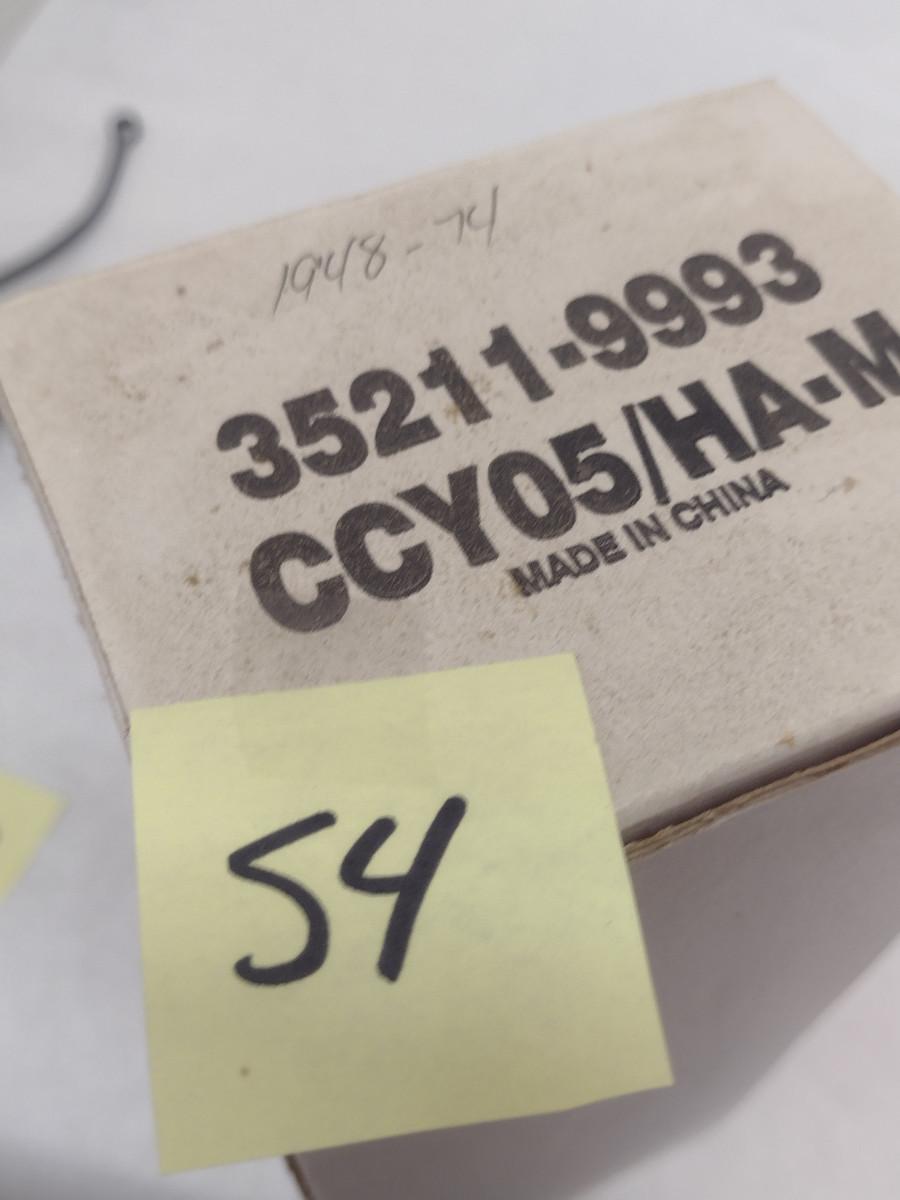 1948-74
35211-9993
CCY05/HA-M
MADE IN CHINA
54